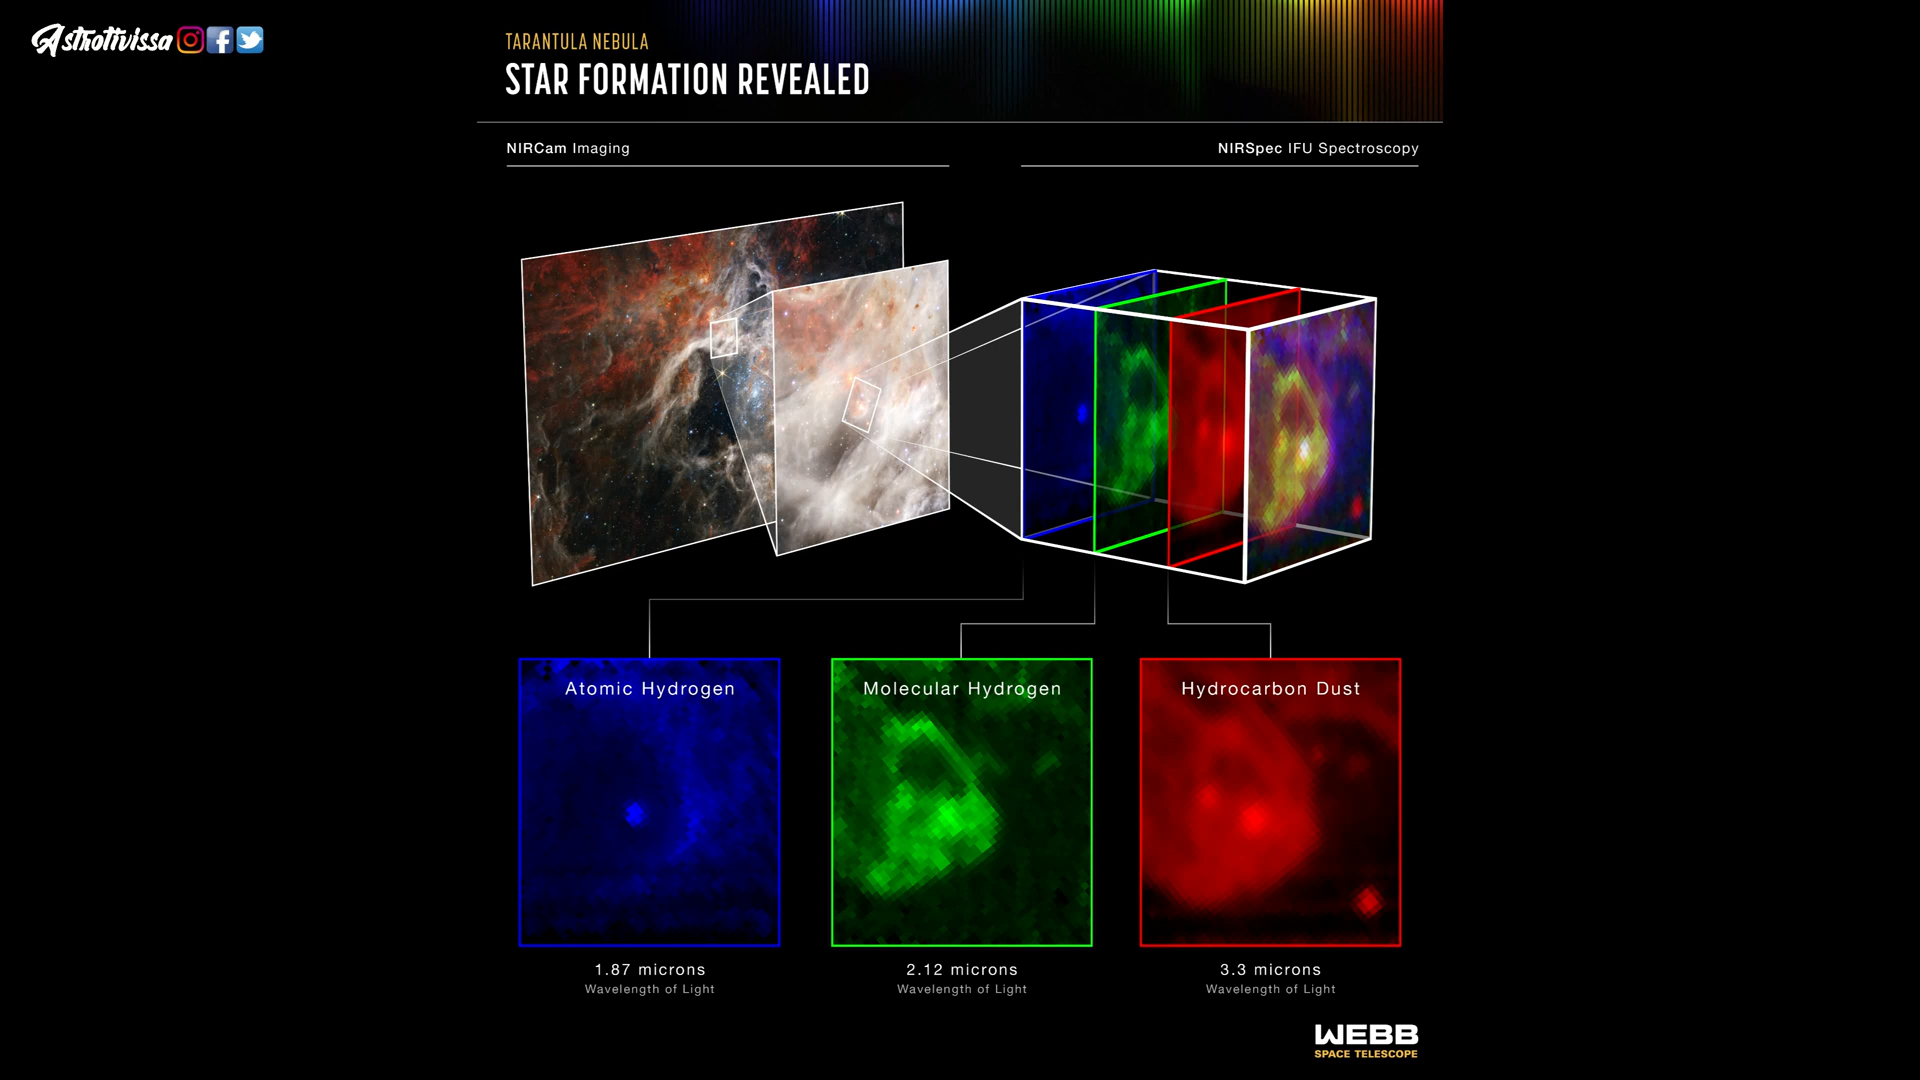 Astrotivissa
TARANTULA NEBULA
STAR FORMATION REVEALED
NIRCam Imaging
NIRSpec IFU Spectroscopy
Atomic Hydrogen
Molecular Hydrogen
Hydrocarbon Dust
1.87 microns
Wavelength of Light
2.12 microns
Wavelength of Light
3.3 microns
Wavelength of Light
WEBB
SPACE TELESCOPE